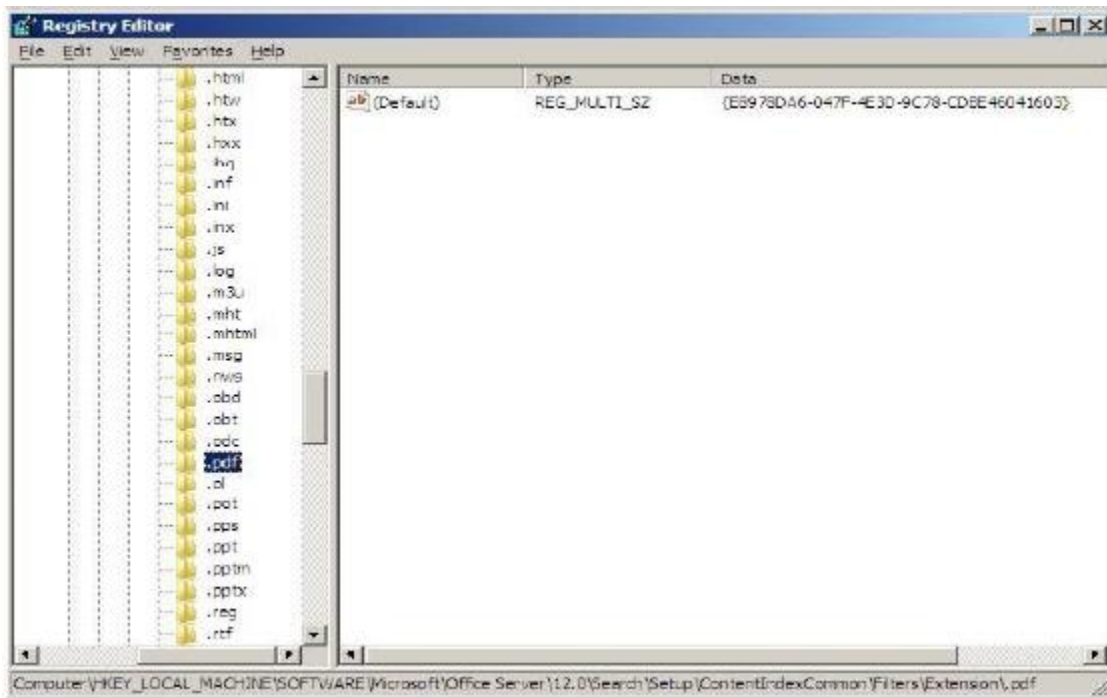 Registry Editor
File Edit View Favorites Help
Name Type Data
(Default) REG_MULTI_SZ {E8978DA6-047F-4E3D-9C78-CDBE46041603}
.html
.htw
.htx
.hxx
.ibq
.inf
.ini
.inx
.js
.log
.m3u
.mht
.mhtml
.msg
.nws
.obd
.obt
.odc
.pdf
.pl
.pot
.pps
.ppt
.pptm
.pptx
.reg
.rtf
Computer\HKEY_LOCAL_MACHINE\SOFTWARE\Microsoft\Office Server\12.0\Search\Setup\ContentIndexCommon\Filters\Extension\.pdf